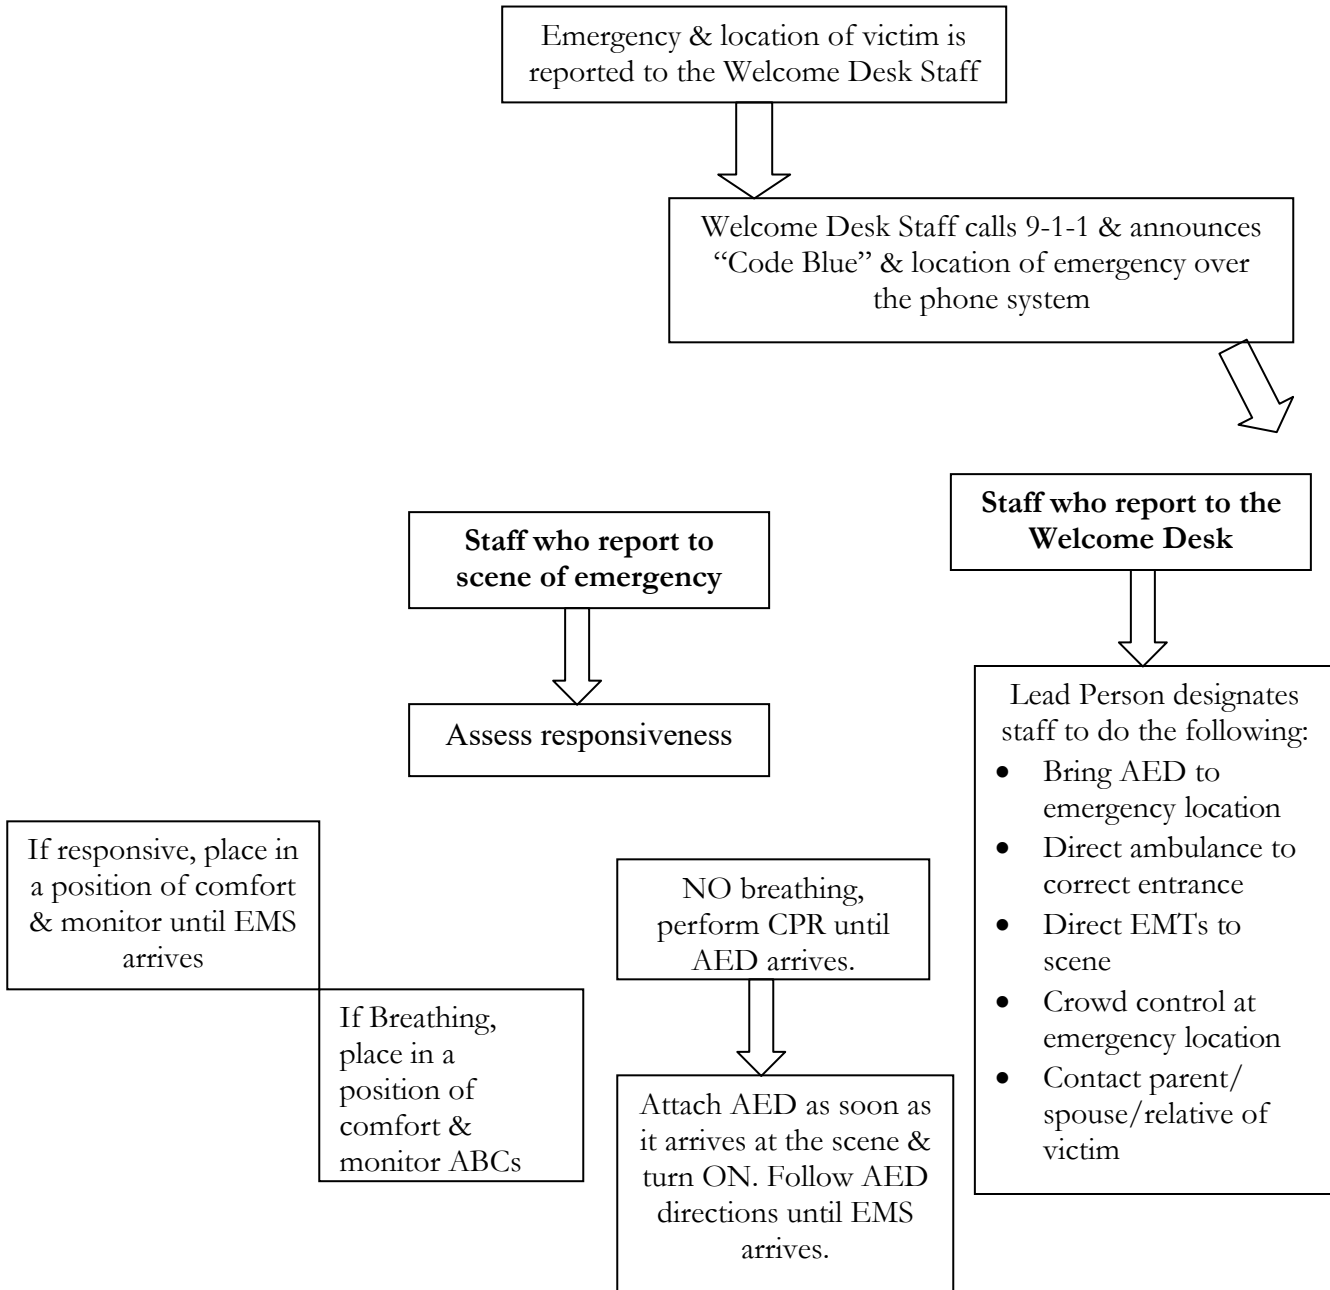 Emergency & location of victim is
reported to the Welcome Desk Staff
Welcome Desk Staff calls 9-1-1 & announces
“Code Blue” & location of emergency over
the phone system
Staff who report to
scene of emergency
Assess responsiveness
If responsive, place in
a position of comfort
& monitor until EMS
arrives
If Breathing,
place in a
position of
comfort &
monitor ABCs
NO breathing,
perform CPR until
AED arrives.
Attach AED as soon as
it arrives at the scene &
turn ON. Follow AED
directions until EMS
arrives.
Staff who report to the
Welcome Desk
Lead Person designates
staff to do the following:
• Bring AED to
emergency location
• Direct ambulance to
correct entrance
• Direct EMTs to
scene
• Crowd control at
emergency location
• Contact parent/
spouse/relative of
victim